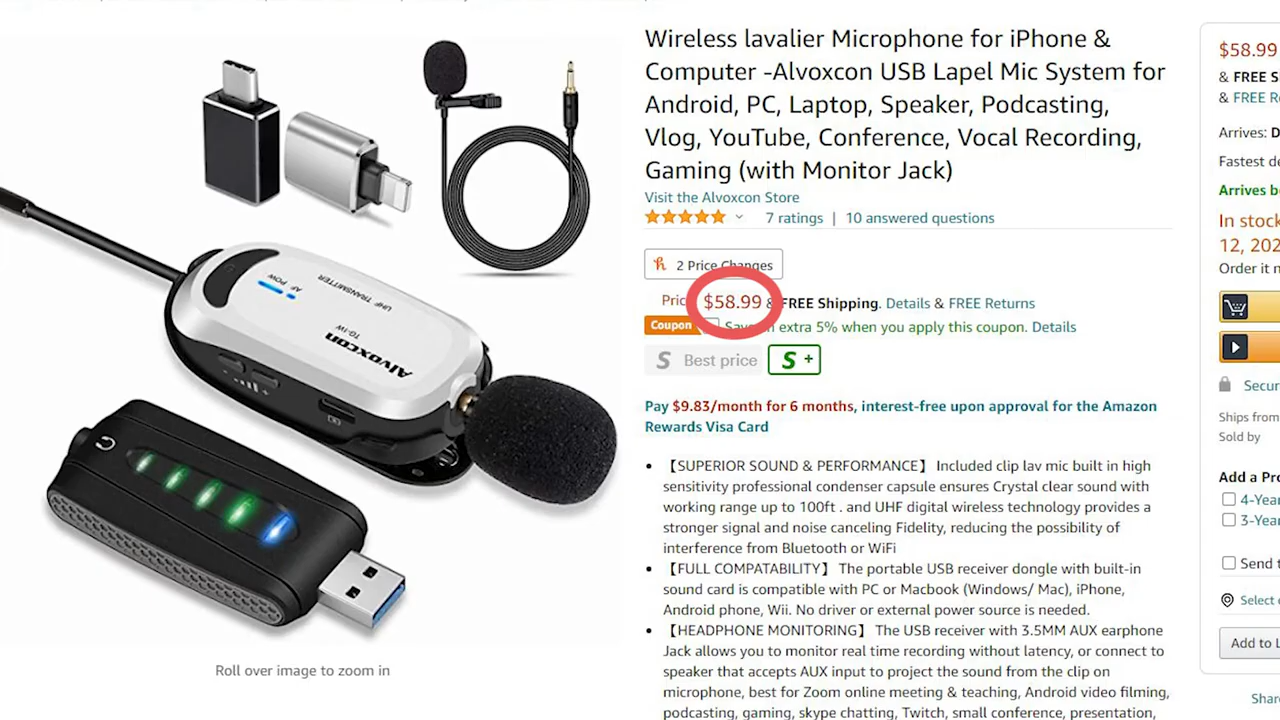 Wireless lavalier Microphone for iPhone &
Computer -Alvoxcon USB Lapel Mic System for
Android, PC, Laptop, Speaker, Podcasting,
Vlog, YouTube, Conference, Vocal Recording,
Gaming (with Monitor Jack)
Visit the Alvoxcon Store
7 ratings | 10 answered questions
2 Price Changes
$58.99 & FREE Shipping. Details & FREE Returns
Coupon extra 5% when you apply this coupon. Details
S Best price S +
Pay $9.83/month for 6 months, interest-free upon approval for the Amazon
Rewards Visa Card
• 【SUPERIOR SOUND & PERFORMANCE】 Included clip lav mic built in high
sensitivity professional condenser capsule ensures Crystal clear sound with
working range up to 100ft . and UHF digital wireless technology provides a
stronger signal and noise canceling Fidelity, reducing the possibility of
interference from Bluetooth or WiFi
• 【FULL COMPATABILITY】 The portable USB receiver dongle with built-in
sound card is compatible with PC or Macbook (Windows/ Mac), iPhone,
Android phone, Wii. No driver or external power source is needed.
• 【HEADPHONE MONITORING】 The USB receiver with 3.5MM AUX earphone
Jack allows you to monitor real time recording without latency, or connect to
speaker that accepts AUX input to project the sound from the clip on
microphone, best for Zoom online meeting & teaching, Android video filming,
podcasting, gaming, skype chatting, Twitch, small conference, presentation,
AF POW
UHF TRANSMITTER
TG-1W
Alvoxcon
Roll over image to zoom in
$58.99
& FREE
& FREE
Arrives:
Fastest
Arrives
In stock
12,
Order it
Ships from
Sold by
Add a
Send
Select
Add to